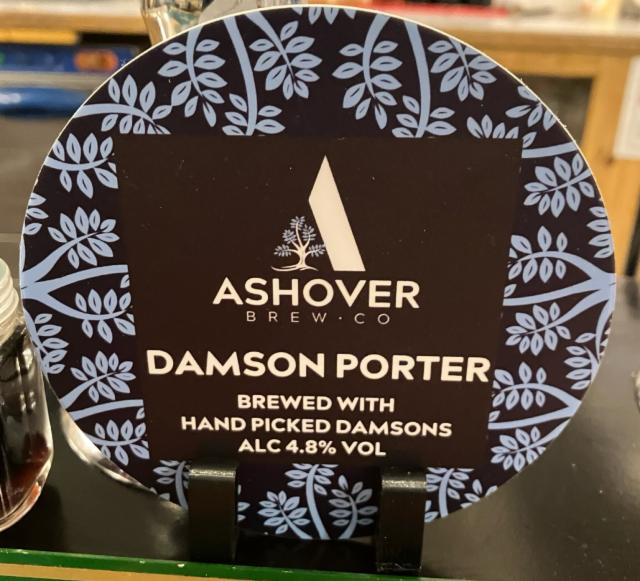 ASHOVER
BREW·CO
DAMSON PORTER
BREWED WITH
HAND PICKED DAMSONS
ALC 4.8% VOL